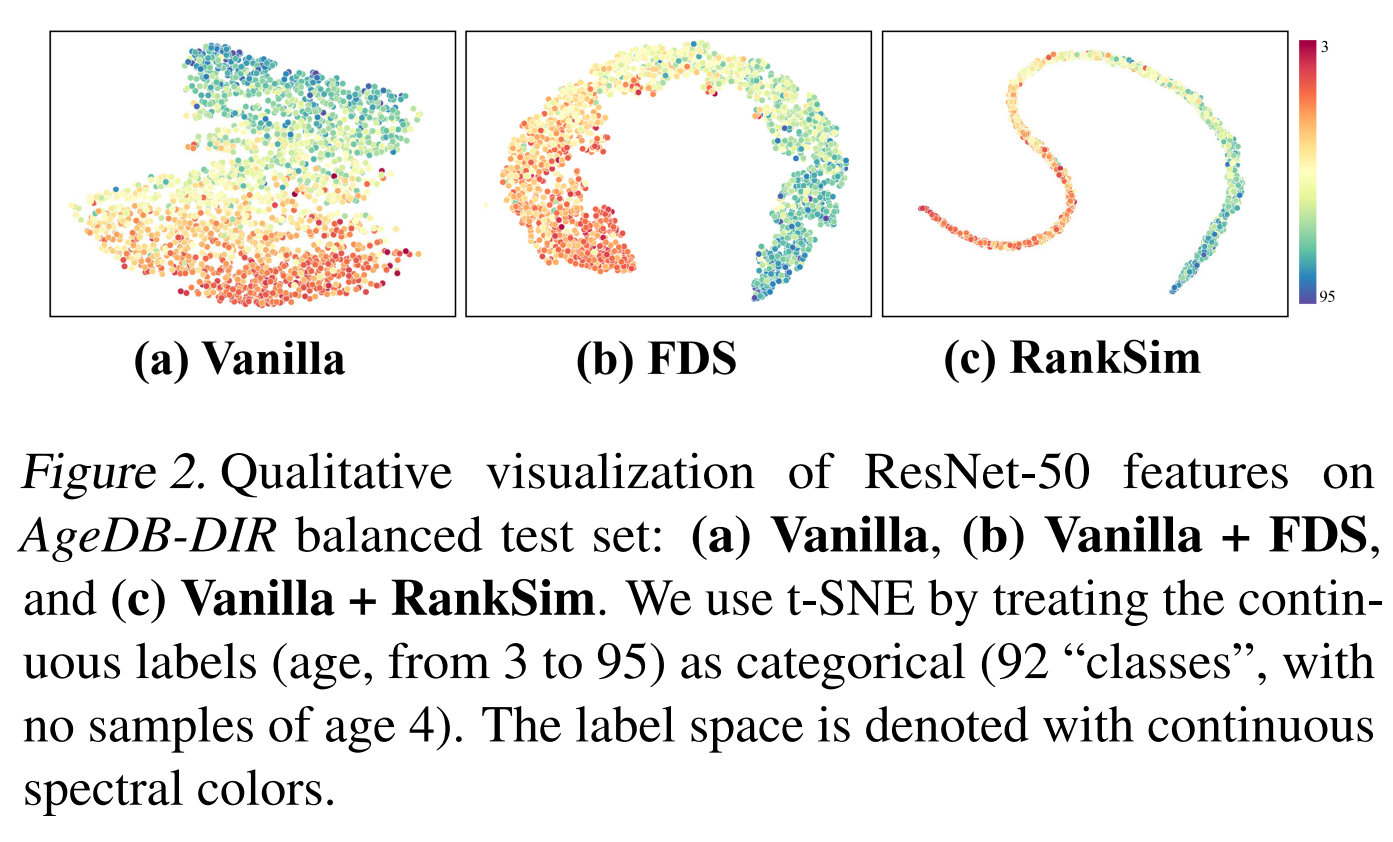 3
95
(a) Vanilla
(b) FDS
(c) RankSim
Figure 2. Qualitative visualization of ResNet-50 features on
AgeDB-DIR balanced test set: (a) Vanilla, (b) Vanilla + FDS,
and (c) Vanilla + RankSim. We use t-SNE by treating the contin-
uous labels (age, from 3 to 95) as categorical (92 “classes”, with
no samples of age 4). The label space is denoted with continuous
spectral colors.